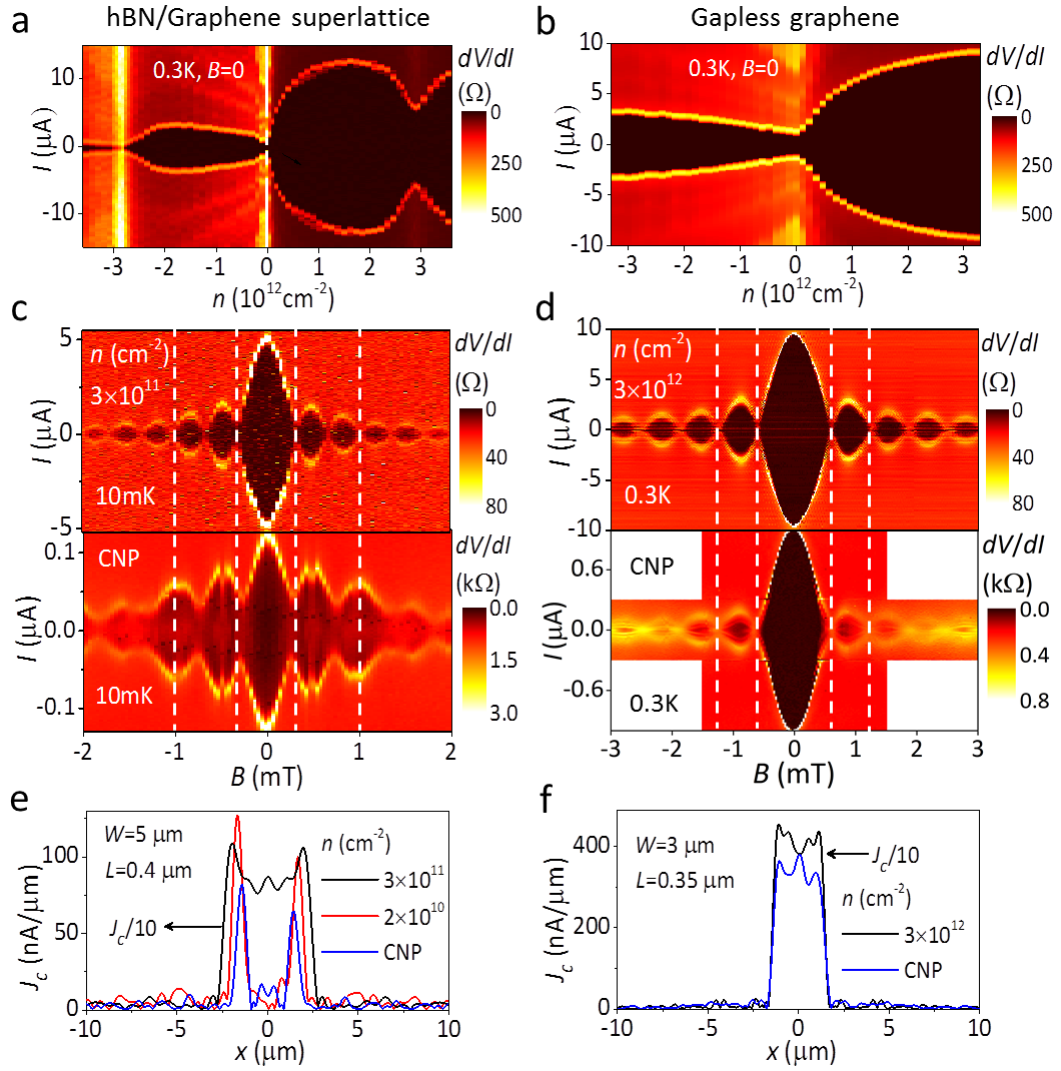 hBN/Graphene superlattice
Gapless graphene
a
0.3K, B=0
dV/dI
(Ω)
0
250
500
10
0
-10
I (μA)
-3 -2 -1 0 1 2 3
n (10¹²cm⁻²)
b
0.3K, B=0
dV/dI
(Ω)
0
250
500
10
5
0
-5
-10
I (μA)
-3 -2 -1 0 1 2 3
n (10¹²cm⁻²)
c
n (cm⁻²)
3×10¹¹
10mK
dV/dI
(Ω)
0
40
80
5
0
-5
I (μA)
CNP
10mK
dV/dI
(kΩ)
0.0
1.5
3.0
0.1
0.0
-0.1
I (μA)
-2 -1 0 1 2
B (mT)
d
n (cm⁻²)
3×10¹²
0.3K
dV/dI
(Ω)
0
40
80
10
5
0
-5
-10
I (μA)
CNP
0.3K
dV/dI
(kΩ)
0.0
0.4
0.8
0.6
0.0
-0.6
I (μA)
-3 -2 -1 0 1 2 3
B (mT)
e
W=5 μm
L=0.4 μm
n (cm⁻²)
3×10¹¹
2×10¹⁰
CNP
Jc/10
100
50
0
Jc (nA/μm)
-10 -5 0 5 10
x (μm)
f
W=3 μm
L=0.35 μm
Jc/10
n (cm⁻²)
3×10¹²
CNP
400
200
0
Jc (nA/μm)
-10 -5 0 5 10
x (μm)